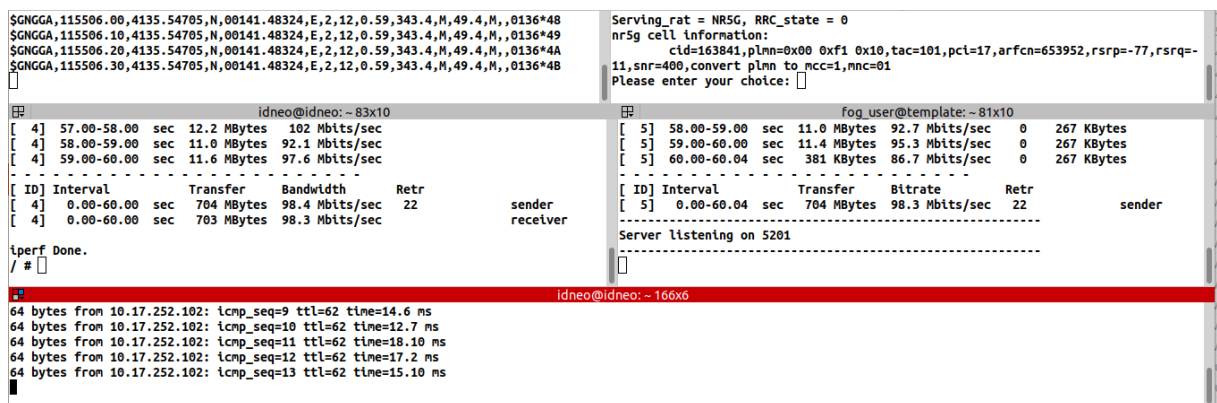 $GNGGA,115506.00,4135.54705,N,00141.48324,E,2,12,0.59,343.4,M,49.4,M,,0136*48
$GNGGA,115506.10,4135.54705,N,00141.48324,E,2,12,0.59,343.4,M,49.4,M,,0136*49
$GNGGA,115506.20,4135.54705,N,00141.48324,E,2,12,0.59,343.4,M,49.4,M,,0136*4A
$GNGGA,115506.30,4135.54705,N,00141.48324,E,2,12,0.59,343.4,M,49.4,M,,0136*4B
Serving_rat = NR5G, RRC_state = 0
nr5g cell information:
cid=163841,plmn=0x00 0xf1 0x10,tac=101,pci=17,arfcn=653952,rsrp=-77,rsrq=-
11,snr=400,convert plmn to mcc=1,mnc=01
Please enter your choice:
idneo@idneo: ~ 83x10
[ 4] 57.00-58.00 sec 12.2 MBytes 102 Mbits/sec
[ 4] 58.00-59.00 sec 11.0 MBytes 92.1 Mbits/sec
[ 4] 59.00-60.00 sec 11.6 MBytes 97.6 Mbits/sec
- - - - - - - - - - - - - - - - - - - - - - - - -
[ ID] Interval Transfer Bandwidth Retr
[ 4] 0.00-60.00 sec 704 MBytes 98.4 Mbits/sec 22 sender
[ 4] 0.00-60.00 sec 703 MBytes 98.3 Mbits/sec receiver
iperf Done.
/ #
fog_user@template: ~ 81x10
[ 5] 58.00-59.00 sec 11.0 MBytes 92.7 Mbits/sec 0 267 KBytes
[ 5] 59.00-60.00 sec 11.4 MBytes 95.3 Mbits/sec 0 267 KBytes
[ 5] 60.00-60.04 sec 381 KBytes 86.7 Mbits/sec 0 267 KBytes
- - - - - - - - - - - - - - - - - - - - - - - - -
[ ID] Interval Transfer Bitrate Retr
[ 5] 0.00-60.04 sec 704 MBytes 98.3 Mbits/sec 22 sender
-----------------------------------------------------------
Server listening on 5201
-----------------------------------------------------------
idneo@idneo: ~ 166x6
64 bytes from 10.17.252.102: icmp_seq=9 ttl=62 time=14.6 ms
64 bytes from 10.17.252.102: icmp_seq=10 ttl=62 time=12.7 ms
64 bytes from 10.17.252.102: icmp_seq=11 ttl=62 time=18.10 ms
64 bytes from 10.17.252.102: icmp_seq=12 ttl=62 time=17.2 ms
64 bytes from 10.17.252.102: icmp_seq=13 ttl=62 time=15.10 ms